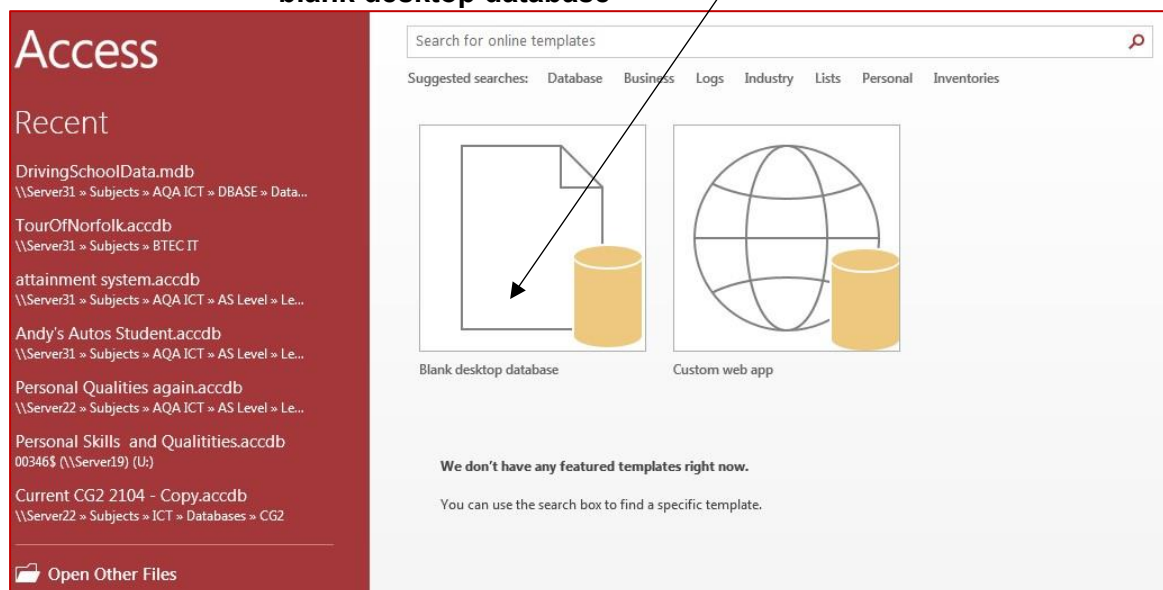 blank desktop database
Access
Recent
DrivingSchoolData.mdb
\\Server31 » Subjects » AQA ICT » DBASE » Data...
TourOfNorfolk.accdb
\\Server31 » Subjects » BTEC IT
attainment system.accdb
\\Server31 » Subjects » AQA ICT » AS Level » Le...
Andy's Autos Student.accdb
\\Server31 » Subjects » AQA ICT » AS Level » Le...
Personal Qualities again.accdb
\\Server22 » Subjects » AQA ICT » AS Level » Le...
Personal Skills and Qualitities.accdb
00346$ (\\Server19) (U:)
Current CG2 2104 - Copy.accdb
\\Server22 » Subjects » ICT » Databases » CG2
Open Other Files
Search for online templates
Suggested searches: Database Business Logs Industry Lists Personal Inventories
Blank desktop database
Custom web app
We don't have any featured templates right now.
You can use the search box to find a specific template.